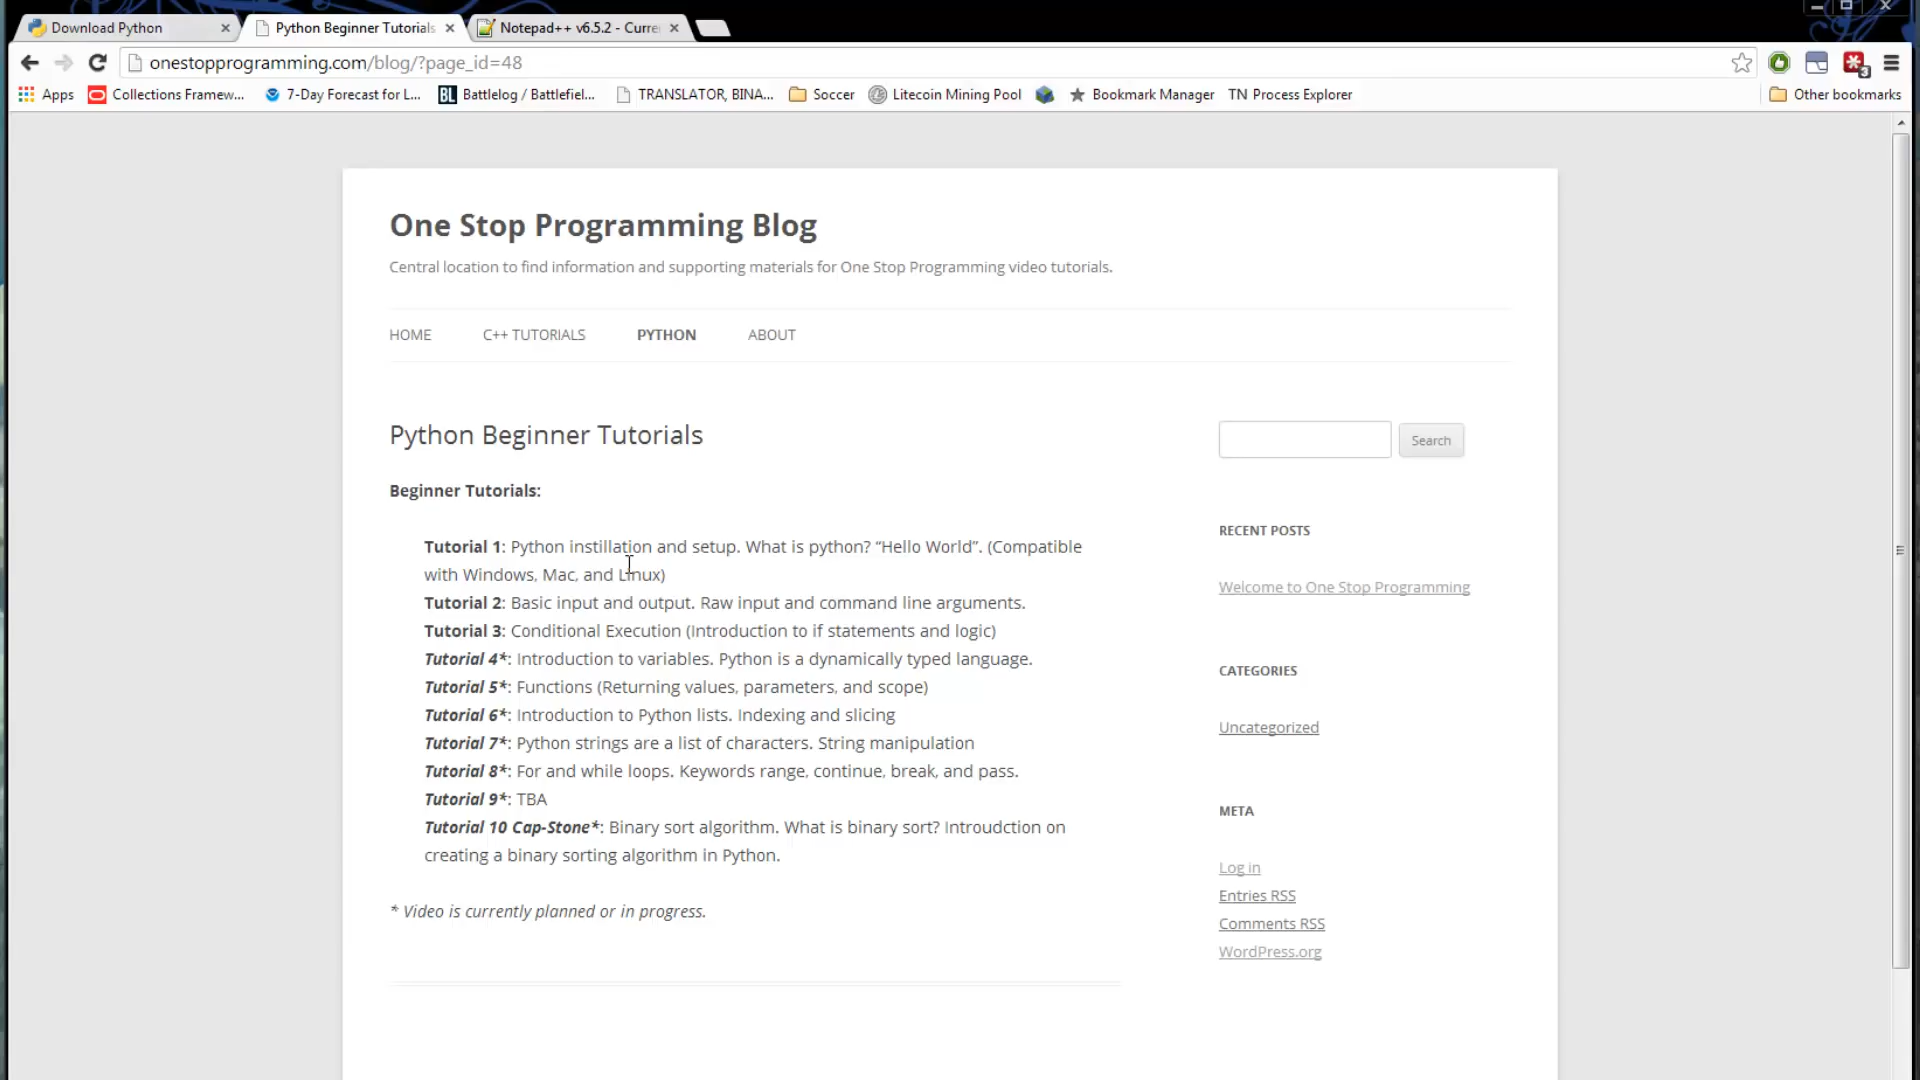 Download Python
Python Beginner Tutorials
Notepad++ v6.5.2 - Curre
onestopprogramming.com/blog/?page_id=48
Apps
Collections Framew...
7-Day Forecast for L...
BL Battlelog / Battlefiel...
TRANSLATOR, BINA...
Soccer
Litecoin Mining Pool
Bookmark Manager
TN Process Explorer
Other bookmarks
3
One Stop Programming Blog
Central location to find information and supporting materials for One Stop Programming video tutorials.
HOME
C++ TUTORIALS
PYTHON
ABOUT
Python Beginner Tutorials
Beginner Tutorials:
Tutorial 1: Python instillation and setup. What is python? “Hello World”. (Compatible
with Windows, Mac, and Linux)
Tutorial 2: Basic input and output. Raw input and command line arguments.
Tutorial 3: Conditional Execution (Introduction to if statements and logic)
Tutorial 4*: Introduction to variables. Python is a dynamically typed language.
Tutorial 5*: Functions (Returning values, parameters, and scope)
Tutorial 6*: Introduction to Python lists. Indexing and slicing
Tutorial 7*: Python strings are a list of characters. String manipulation
Tutorial 8*: For and while loops. Keywords range, continue, break, and pass.
Tutorial 9*: TBA
Tutorial 10 Cap-Stone*: Binary sort algorithm. What is binary sort? Introudction on
creating a binary sorting algorithm in Python.
* Video is currently planned or in progress.
Search
RECENT POSTS
Welcome to One Stop Programming
CATEGORIES
Uncategorized
META
Log in
Entries RSS
Comments RSS
WordPress.org